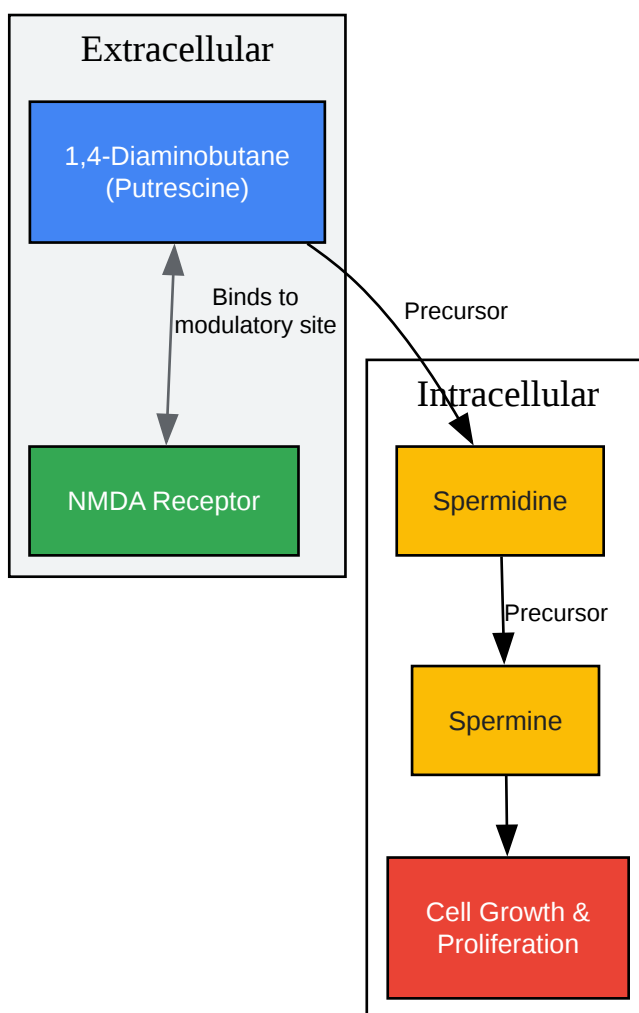 Extracellular
1,4-Diaminobutane
(Putrescine)
Binds to
modulatory site
Precursor
NMDA Receptor
Intracellular
Spermidine
Precursor
Spermine
Cell Growth &
Proliferation